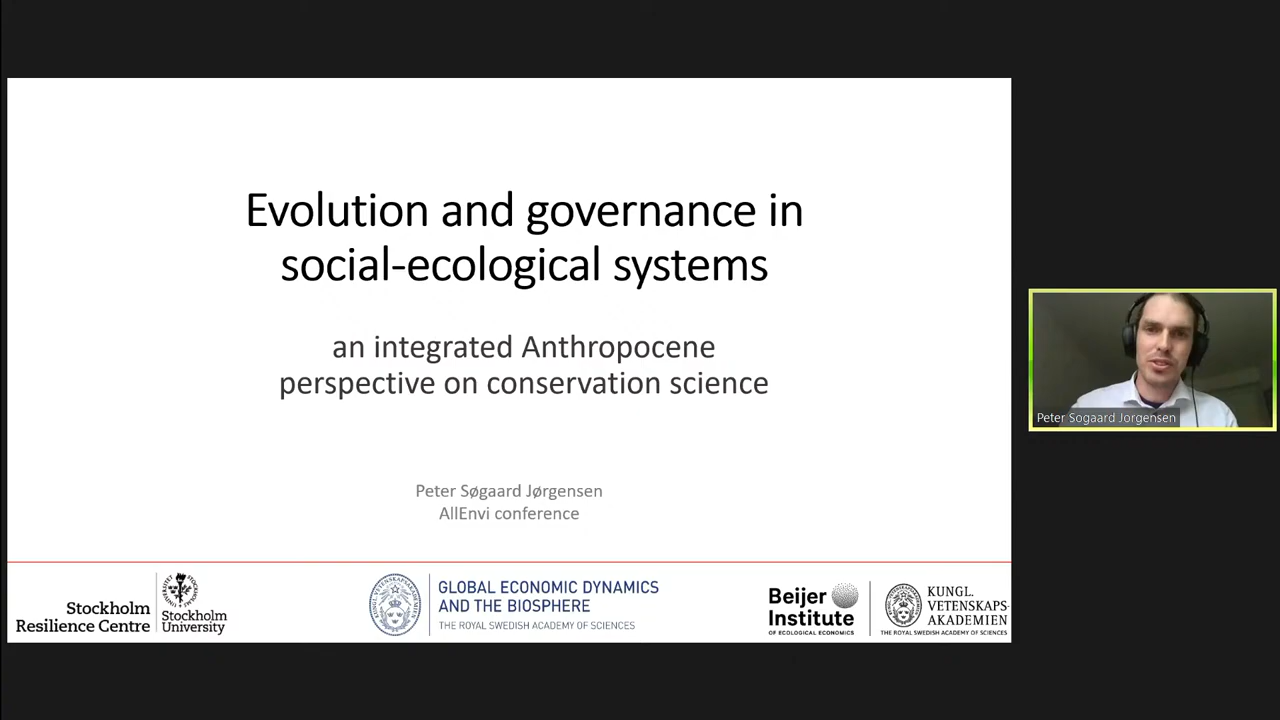 Evolution and governance in
social-ecological systems
an integrated Anthropocene
perspective on conservation science
Peter Søgaard Jørgensen
AllEnvi conference
Stockholm
Resilience Centre
Stockholm
University
GLOBAL ECONOMIC DYNAMICS
AND THE BIOSPHERE
THE ROYAL SWEDISH ACADEMY OF SCIENCES
Beijer
Institute
OF ECOLOGICAL ECONOMICS
KUNGL.
VETENSKAPS-
AKADEMIEN
THE ROYAL SWEDISH ACADEMY OF SCIENCES
Peter Sogaard Jorgensen